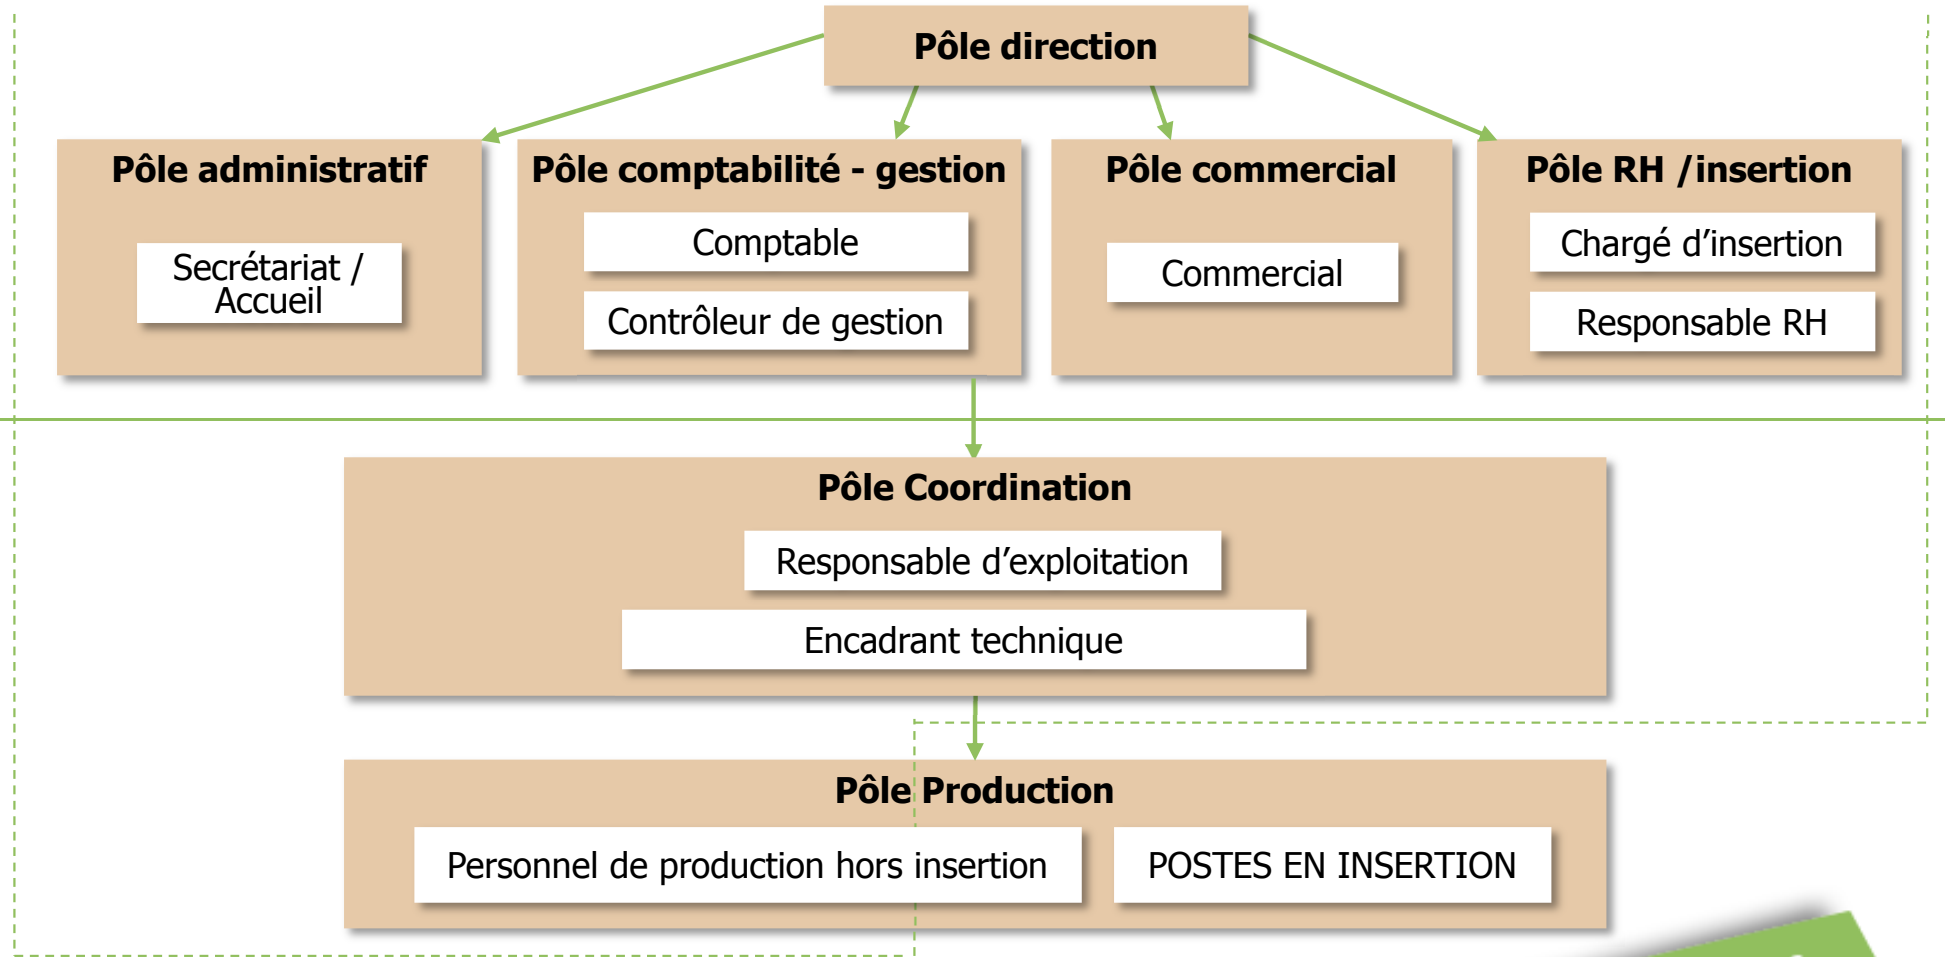 Pôle direction
Pôle administratif
Secrétariat /
Accueil
Pôle comptabilité - gestion
Comptable
Contrôleur de gestion
Pôle commercial
Commercial
Pôle RH /insertion
Chargé d’insertion
Responsable RH
Pôle Coordination
Responsable d’exploitation
Encadrant technique
Pôle Production
Personnel de production hors insertion
POSTES EN INSERTION